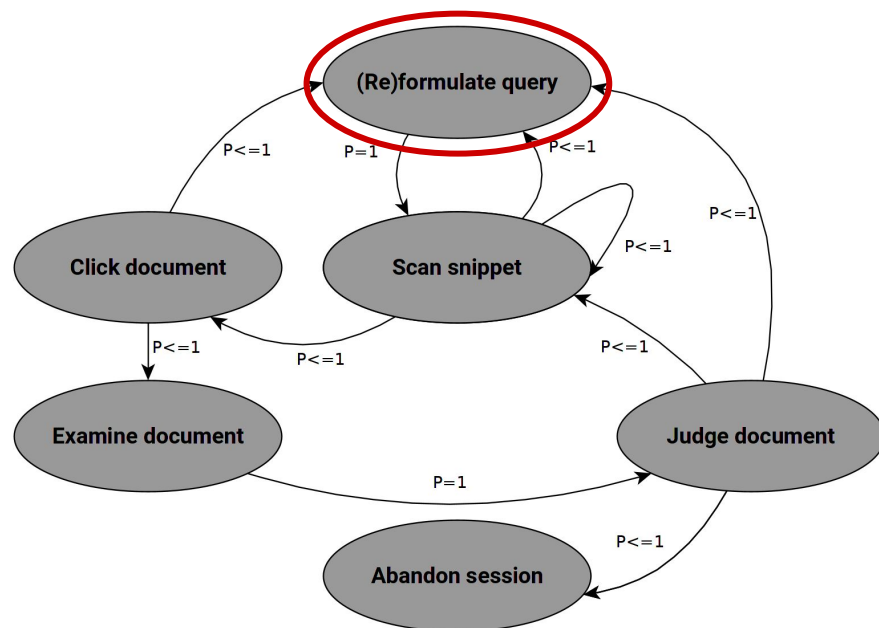 (Re)formulate query
P<=1
P=1
P<=1
P<=1
P<=1
Click document
Scan snippet
P<=1
P<=1
P<=1
Examine document
Judge document
P=1
P<=1
Abandon session